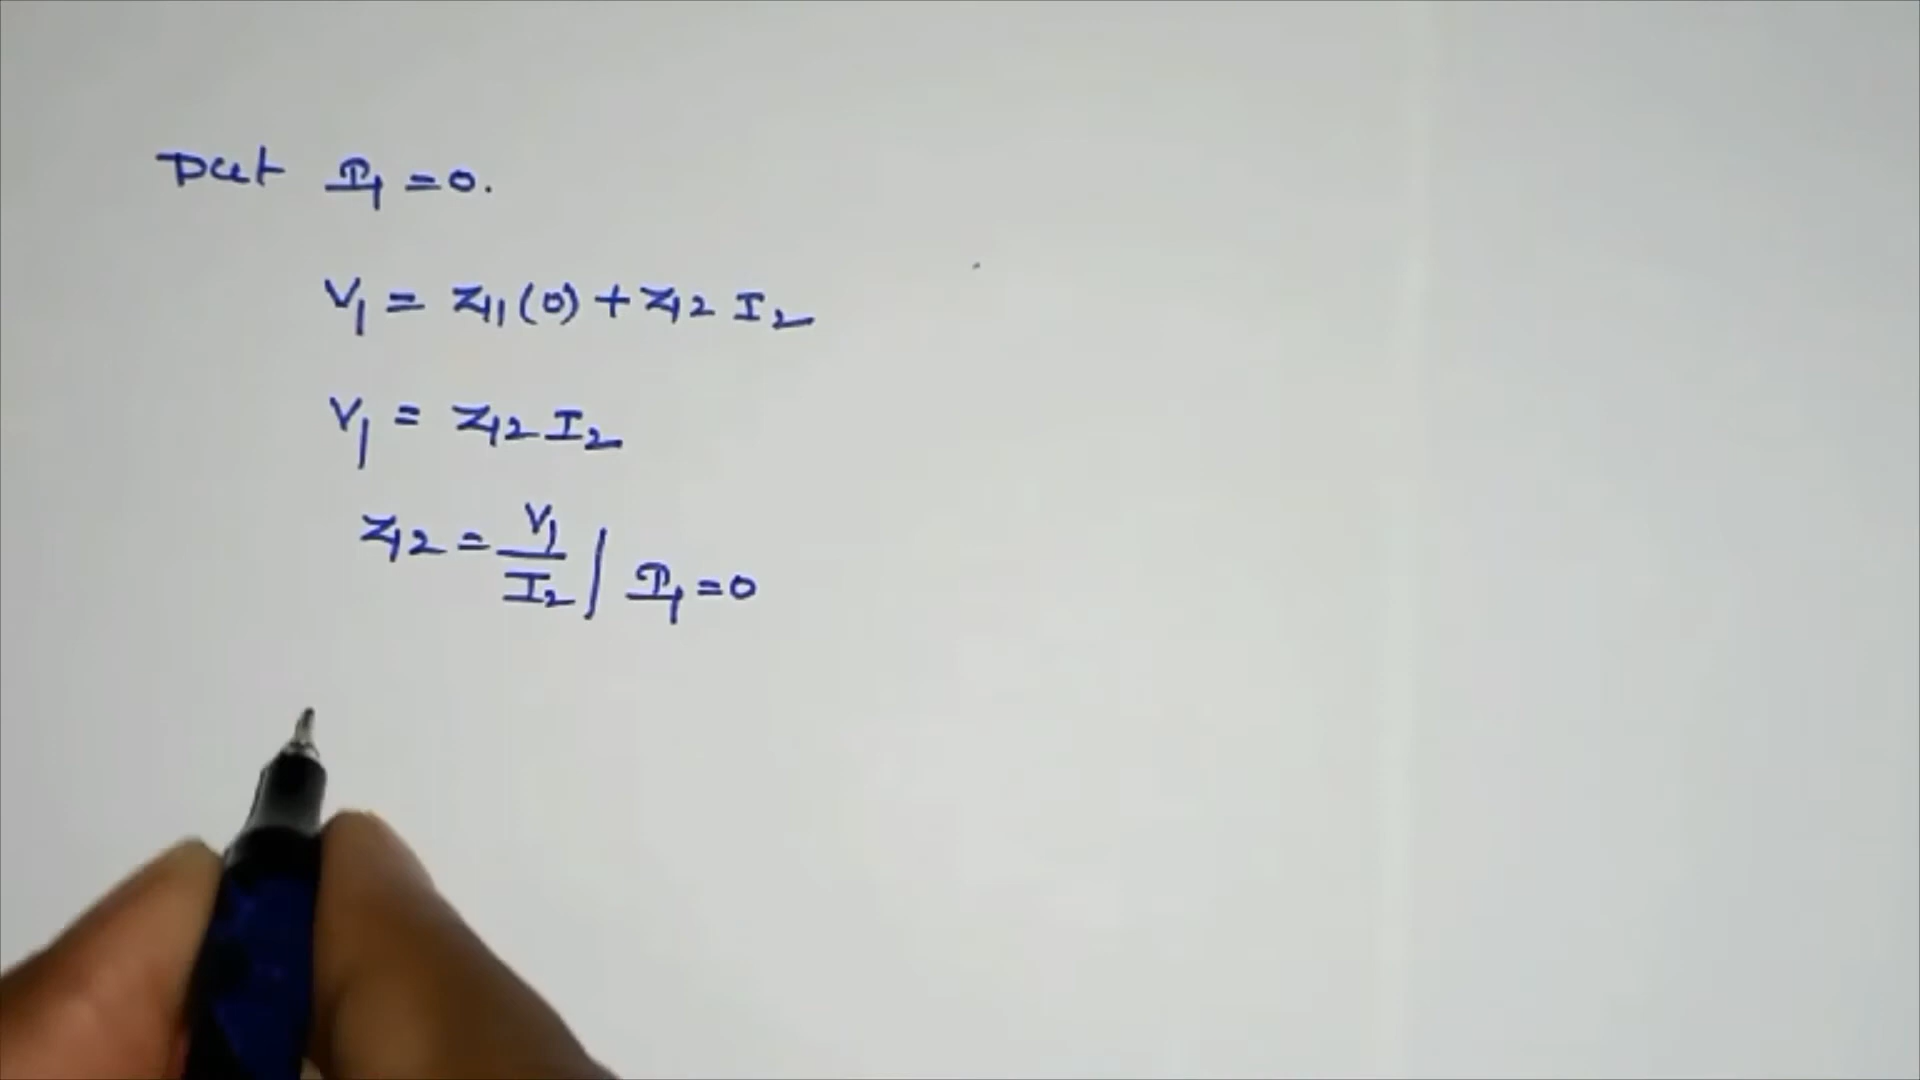 Put I₁ = 0.
V₁ = Z₁₁(0) + Z₁₂ I₂
V₁ = Z₁₂ I₂
Z₁₂ = V₁/I₂ | I₁ = 0